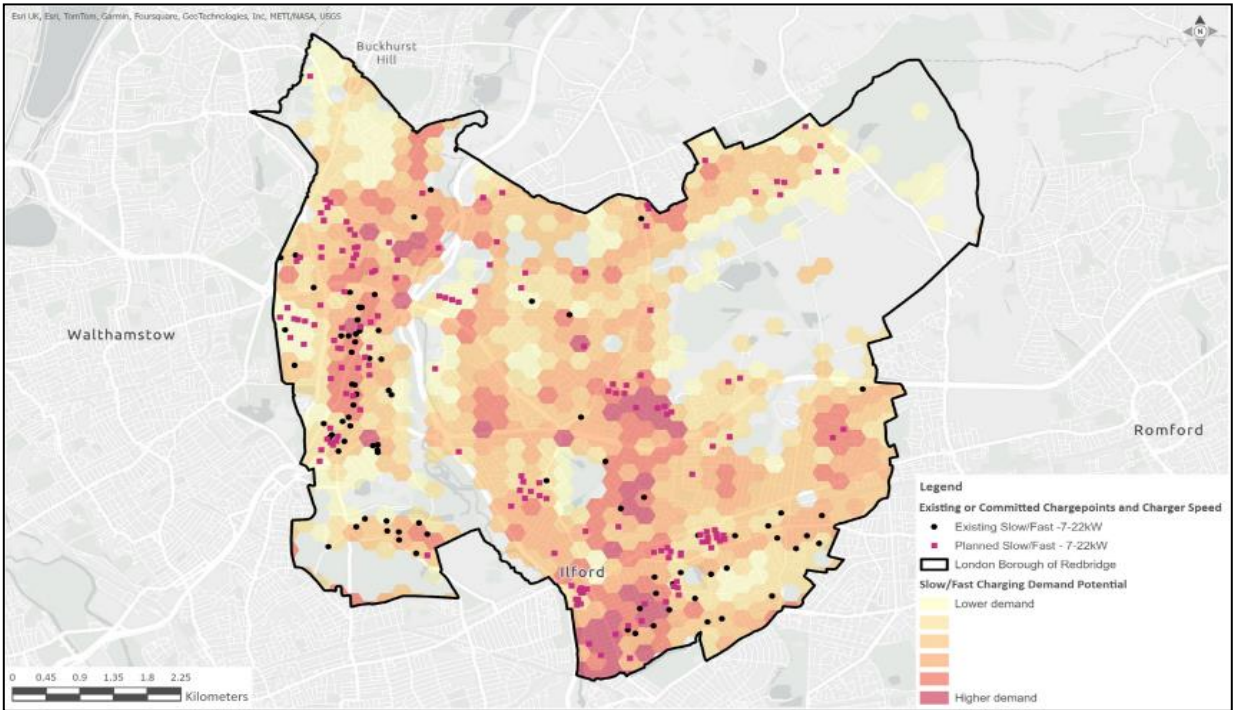 Esri UK, Esri, TomTom, Garmin, Foursquare, GeoTechnologies, Inc, METI/NASA, USGS
N
Buckhurst
Hill
Walthamstow
Romford
Ilford
Legend
Existing or Committed Chargepoints and Charger Speed
Existing Slow/Fast -7-22kW
Planned Slow/Fast - 7-22kW
London Borough of Redbridge
Slow/Fast Charging Demand Potential
Lower demand
Higher demand
0 0.45 0.9 1.35 1.8 2.25
Kilometers